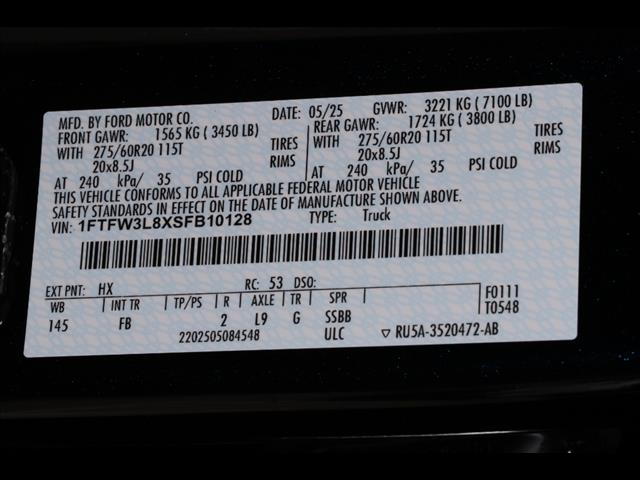 MFD. BY FORD MOTOR CO. DATE: 05/25 GVWR: 3221 KG ( 7100 LB)
FRONT GAWR: 1565 KG ( 3450 LB) REAR GAWR: 1724 KG ( 3800 LB)
WITH 275/60R20 115T TIRES WITH 275/60R20 115T TIRES
20x8.5J RIMS 20x8.5J RIMS
AT 240 kPa/ 35 PSI COLD AT 240 kPa/ 35 PSI COLD
THIS VEHICLE CONFORMS TO ALL APPLICABLE FEDERAL MOTOR VEHICLE
SAFETY STANDARDS IN EFFECT ON THE DATE OF MANUFACTURE SHOWN ABOVE.
VIN: 1FTFW3L8XSFB10128 TYPE: Truck
EXT PNT: HX RC: 53 DSO:
WB INT TR TP/PS R AXLE TR SPR F0111
145 FB 2 L9 G SSBB T0548
2202505084548 ULC ▽ RU5A-3520472-AB